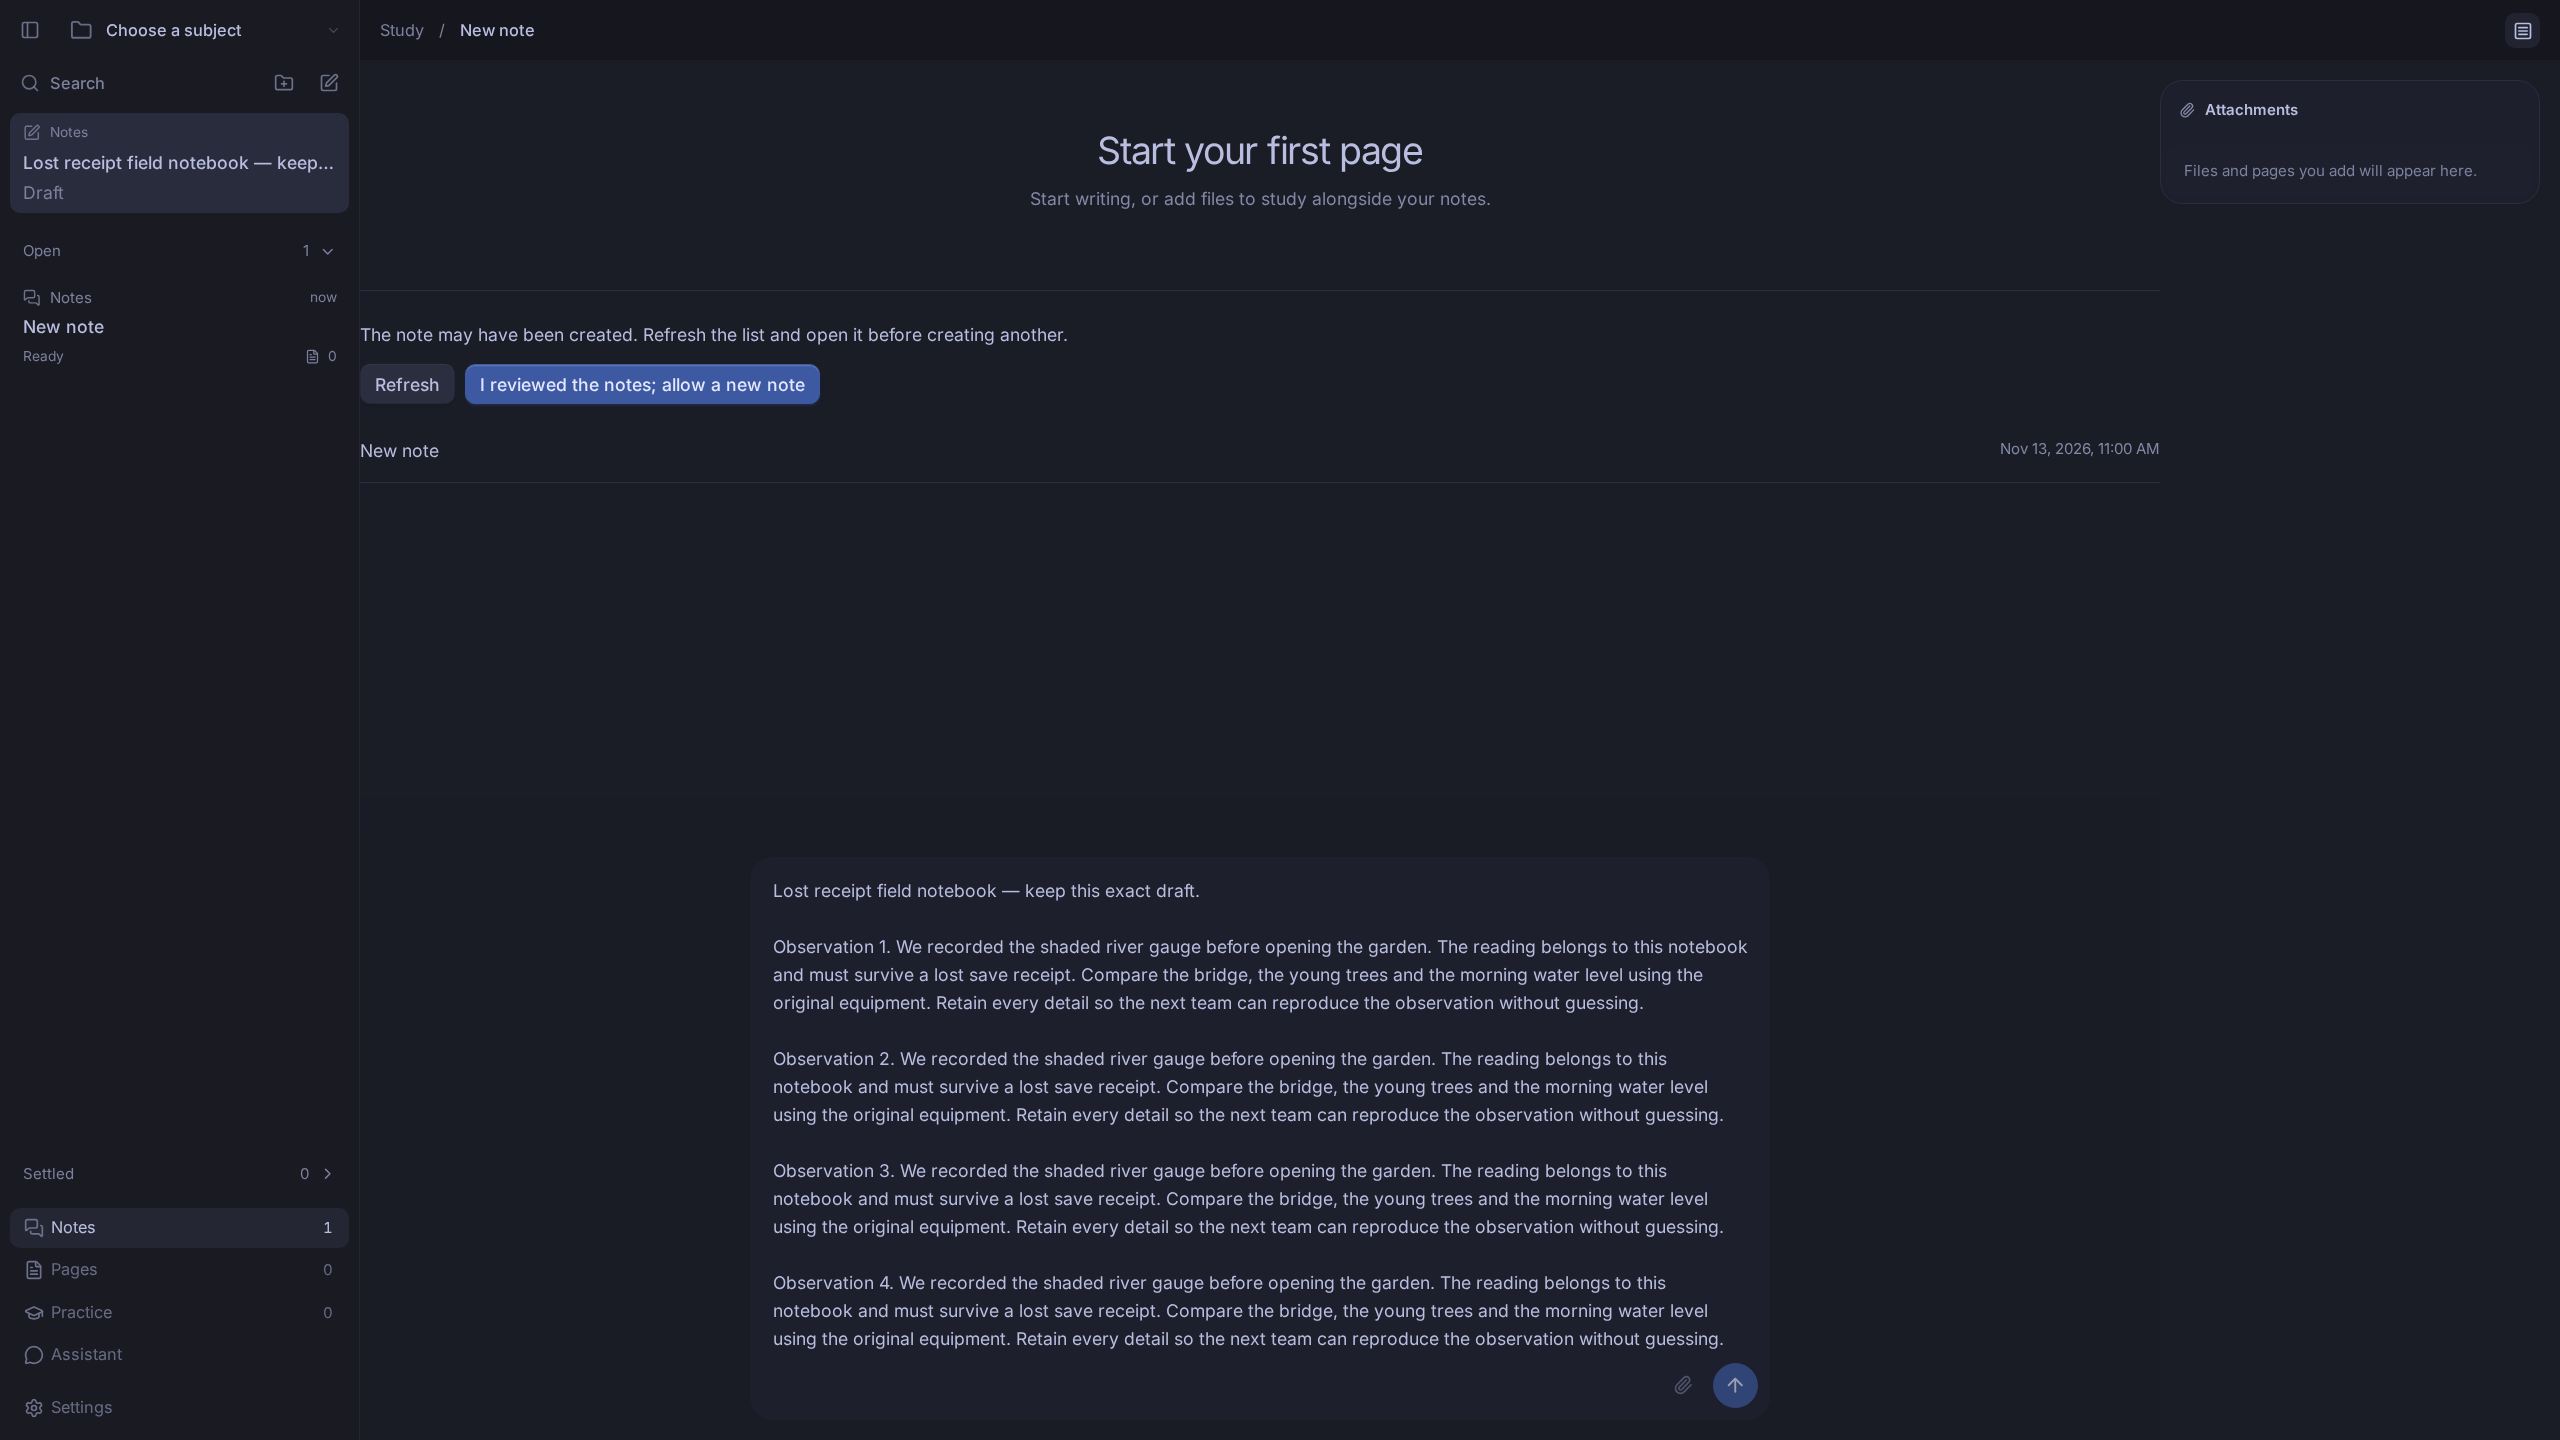 Choose a subject
Search
Notes
Lost receipt field notebook — keep...
Draft
Open 1
Notes now
New note
Ready 0
Settled 0
Notes 1
Pages 0
Practice 0
Assistant
Settings
Study / New note
Start your first page
Start writing, or add files to study alongside your notes.
The note may have been created. Refresh the list and open it before creating another.
Refresh I reviewed the notes; allow a new note
New note Nov 13, 2026, 11:00 AM
Lost receipt field notebook — keep this exact draft.
Observation 1. We recorded the shaded river gauge before opening the garden. The reading belongs to this notebook
and must survive a lost save receipt. Compare the bridge, the young trees and the morning water level using the
original equipment. Retain every detail so the next team can reproduce the observation without guessing.
Observation 2. We recorded the shaded river gauge before opening the garden. The reading belongs to this
notebook and must survive a lost save receipt. Compare the bridge, the young trees and the morning water level
using the original equipment. Retain every detail so the next team can reproduce the observation without guessing.
Observation 3. We recorded the shaded river gauge before opening the garden. The reading belongs to this
notebook and must survive a lost save receipt. Compare the bridge, the young trees and the morning water level
using the original equipment. Retain every detail so the next team can reproduce the observation without guessing.
Observation 4. We recorded the shaded river gauge before opening the garden. The reading belongs to this
notebook and must survive a lost save receipt. Compare the bridge, the young trees and the morning water level
using the original equipment. Retain every detail so the next team can reproduce the observation without guessing.
Attachments
Files and pages you add will appear here.